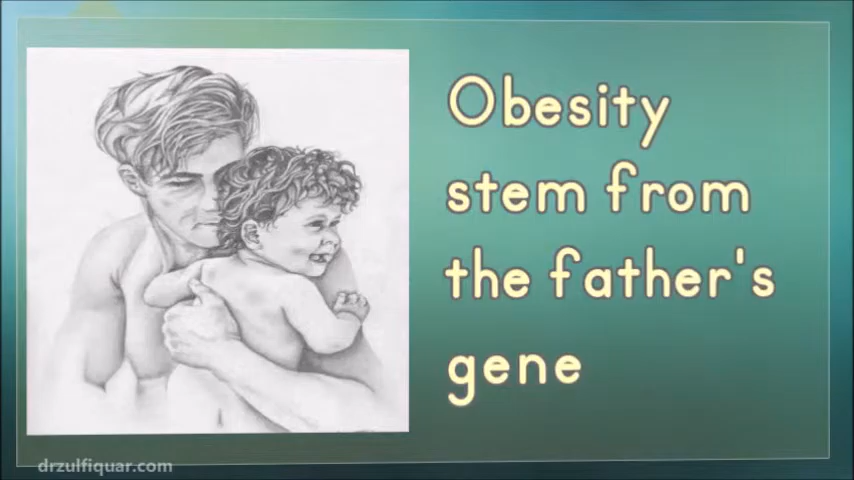 Obesity
stem from
the father's
gene
drzulfiquar.com